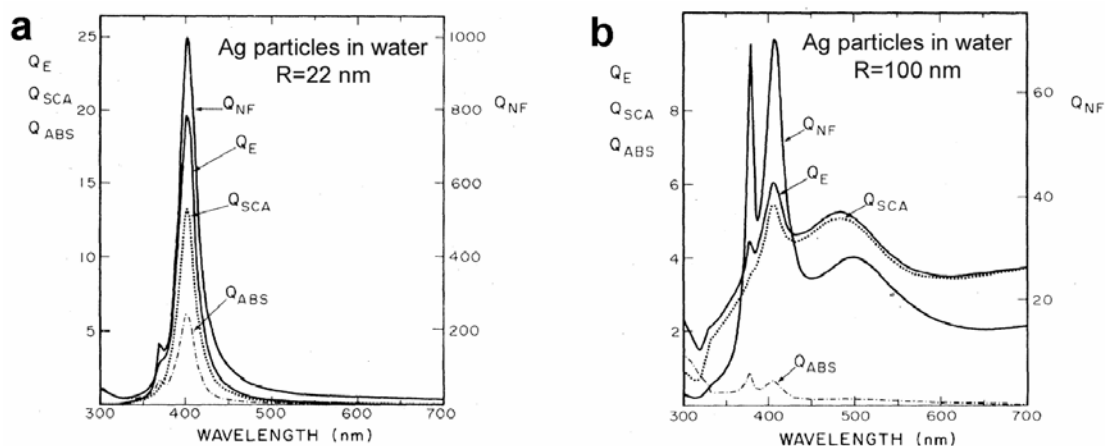 a
Ag particles in water
R=22 nm
Q_E
Q_SCA
Q_ABS
25
20
15
10
5
1000
800
600
400
200
Q_NF
Q_NF
Q_E
Q_SCA
Q_ABS
300 400 500 600 700
WAVELENGTH (nm)
b
Ag particles in water
R=100 nm
Q_E
Q_SCA
Q_ABS
8
6
4
2
60
40
20
Q_NF
Q_NF
Q_E
Q_SCA
Q_ABS
300 400 500 600 700
WAVELENGTH (nm)